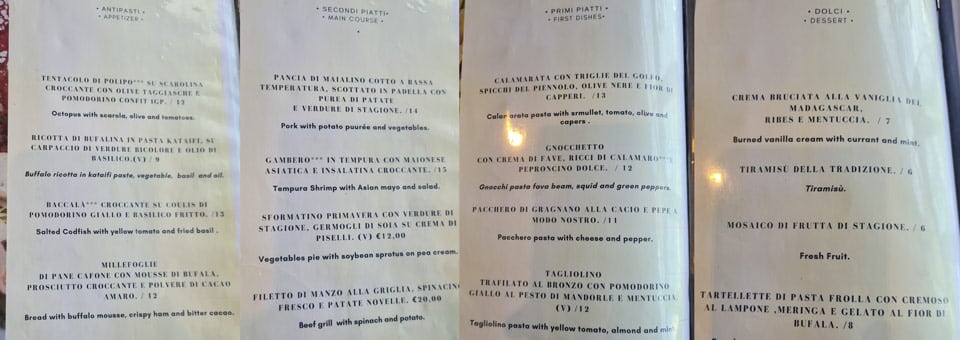 • ANTIPASTI •
• APPETIZER •
TENTACOLO DI POLIPO*** SU SCAROLINA
CROCCANTE CON OLIVE TAGGIASCHE E
POMODORINO CONFIT IGP. / 13
Octopus with scarsla, olive and tomatoes.
RICOTTA DI BUFALINA IN PASTA KATAIFI, SU
CARPACCIO DI VERDURE BICOLORE E OLIO DI
BASILICO.(V) / 9
Buffalo ricotta in kataifi paste, vegetable, basil and oil.
BACCALÀ*** CROCCANTE SU COULIS DI
POMODORINO GIALLO E BASILICO FRITTO. /13
Salted Codfish with yellow tomato and fried basil .
MILLEFOGLIE
DI PANE CAFONE CON MOUSSE DI BUFALA,
PROSCIUTTO CROCCANTE E POLVERE DI CACAO
AMARO. / 12
Bread with buffalo mousse, crispy ham and bitter cacao.
• SECONDI PIATTI•
• MAIN COURSE •
•
PANCIA DI MAIALINO COTTO A BASSA
TEMPERATURA, SCOTTATO IN PADELLA CON
PUREA DI PATATE
E VERDURE DI STAGIONE. /14
Pork with potato puurée and vegetables.
GAMBERO*** IN TEMPURA CON MAIONESE
ASIATICA E INSALATINA CROCCANTE. /15
Tempura Shrimp with Asian mayo and salad.
SFORMATINO PRIMAVERA CON VERDURE DI
STAGIONE, GERMOGLI DI SOIA SU CREMA DI
PISELLI. (V) €12,00
Vegetables pie with soybean sprotus on pea cream.
FILETTO DI MANZO ALLA GRIGLIA, SPINACINO
FRESCO E PATATE NOVELLE. €20,00
Beef grill with spinach and potato.
• PRIMI PIATTI •
• FIRST DISHES•
CALAMARATA CON TRIGLIE DEL GOLFO,
SPICCHI DEL PIENNOLO, OLIVE NERE E FIOR DI
CAPPERI. /13
pasta with srmullet, tomato, olive and
capers .
GNOCCHETTO
CON CREMA DI FAVE, RICCI DI CALAMARO***E
PEPRONCINO DOLCE. / 12
Gnocchi pasta fava beam, squid and green peppers.
PACCHERO DI GRAGNANO ALLA CACIO E PEPE A
MODO NOSTRO. /11
Pacchero pasta with cheese and pepper.
TAGLIOLINO
TRAFILATO AL BRONZO CON POMODORINO
GIALLO AL PESTO DI MANDORLE E MENTUCCIA.
(V) /12
Tagliolino pasta with yellow tomato, almond and mint.
• DOLCI •
• DESSERT •
CREMA BRUCIATA ALLA VANIGLIA DEL
MADAGASCAR,
RIBES E MENTUCCIA. / 7
Burned vanilla cream with currant and mint.
TIRAMISÙ DELLA TRADIZIONE. / 6
Tiramisù.
MOSAICO DI FRUTTA DI STAGIONE. / 6
Fresh Fruit.
TARTELLETTE DI PASTA FROLLA CON CREMOSO
AL LAMPONE ,MERINGA E GELATO AL FIOR DI
BUFALA. /8